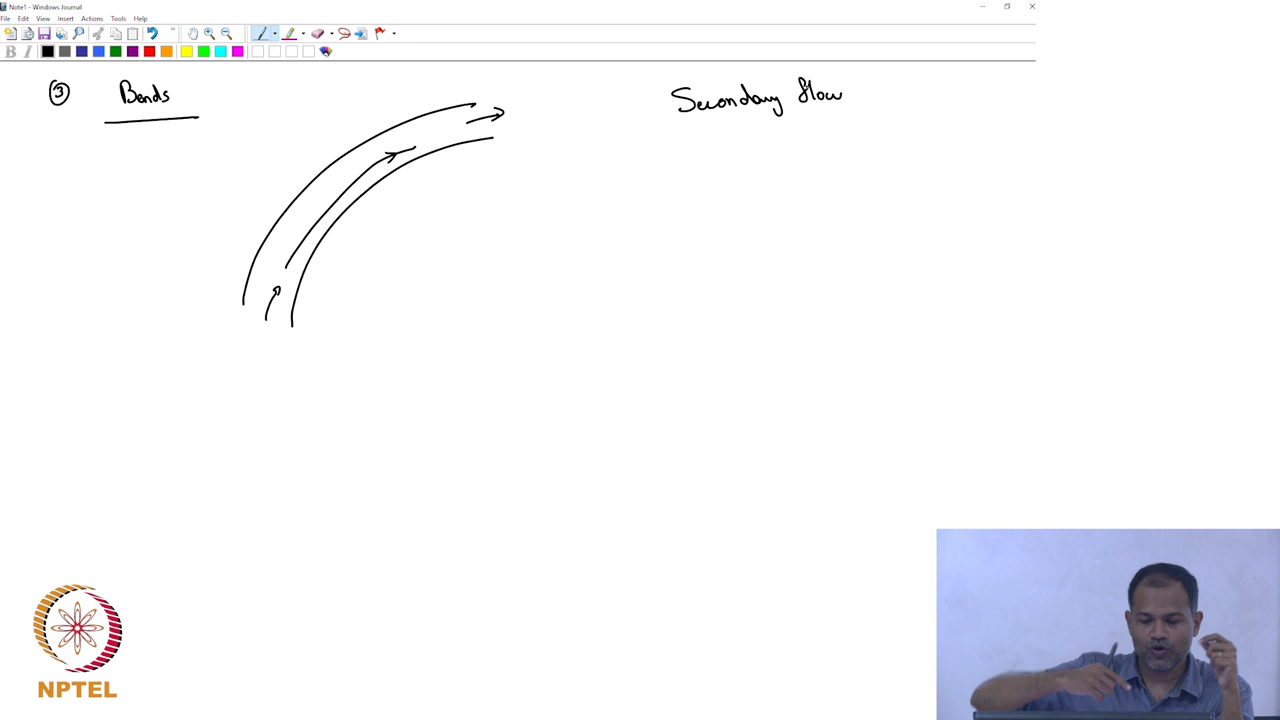 Note1 - Windows Journal
File Edit View Insert Actions Tools Help
B I
3 Bends
Secondary flow
NPTEL